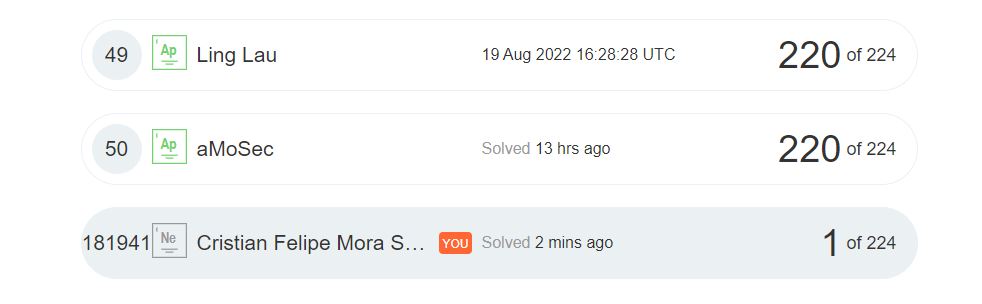 49 Ap Ling Lau 19 Aug 2022 16:28:28 UTC 220 of 224
50 Ap aMoSec Solved 13 hrs ago 220 of 224
181941 Ne Cristian Felipe Mora S... YOU Solved 2 mins ago 1 of 224